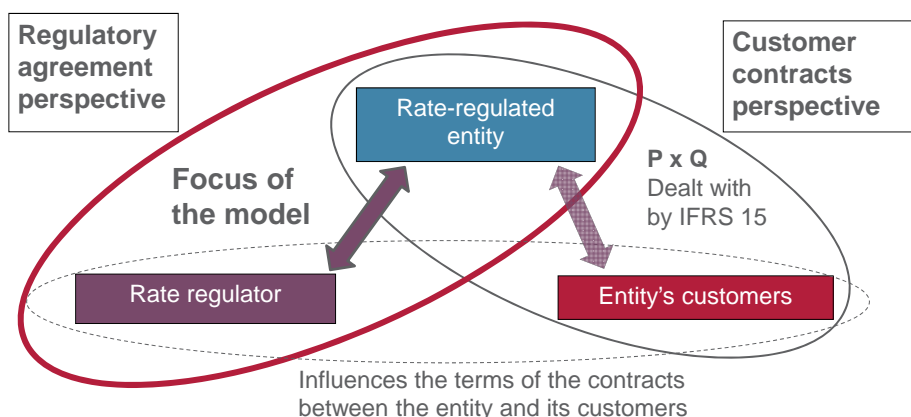 Regulatory
agreement
perspective
Customer
contracts
perspective
Rate-regulated
entity
P x Q
Dealt with
by IFRS 15
Focus of
the model
Rate regulator
Entity's customers
Influences the terms of the contracts
between the entity and its customers